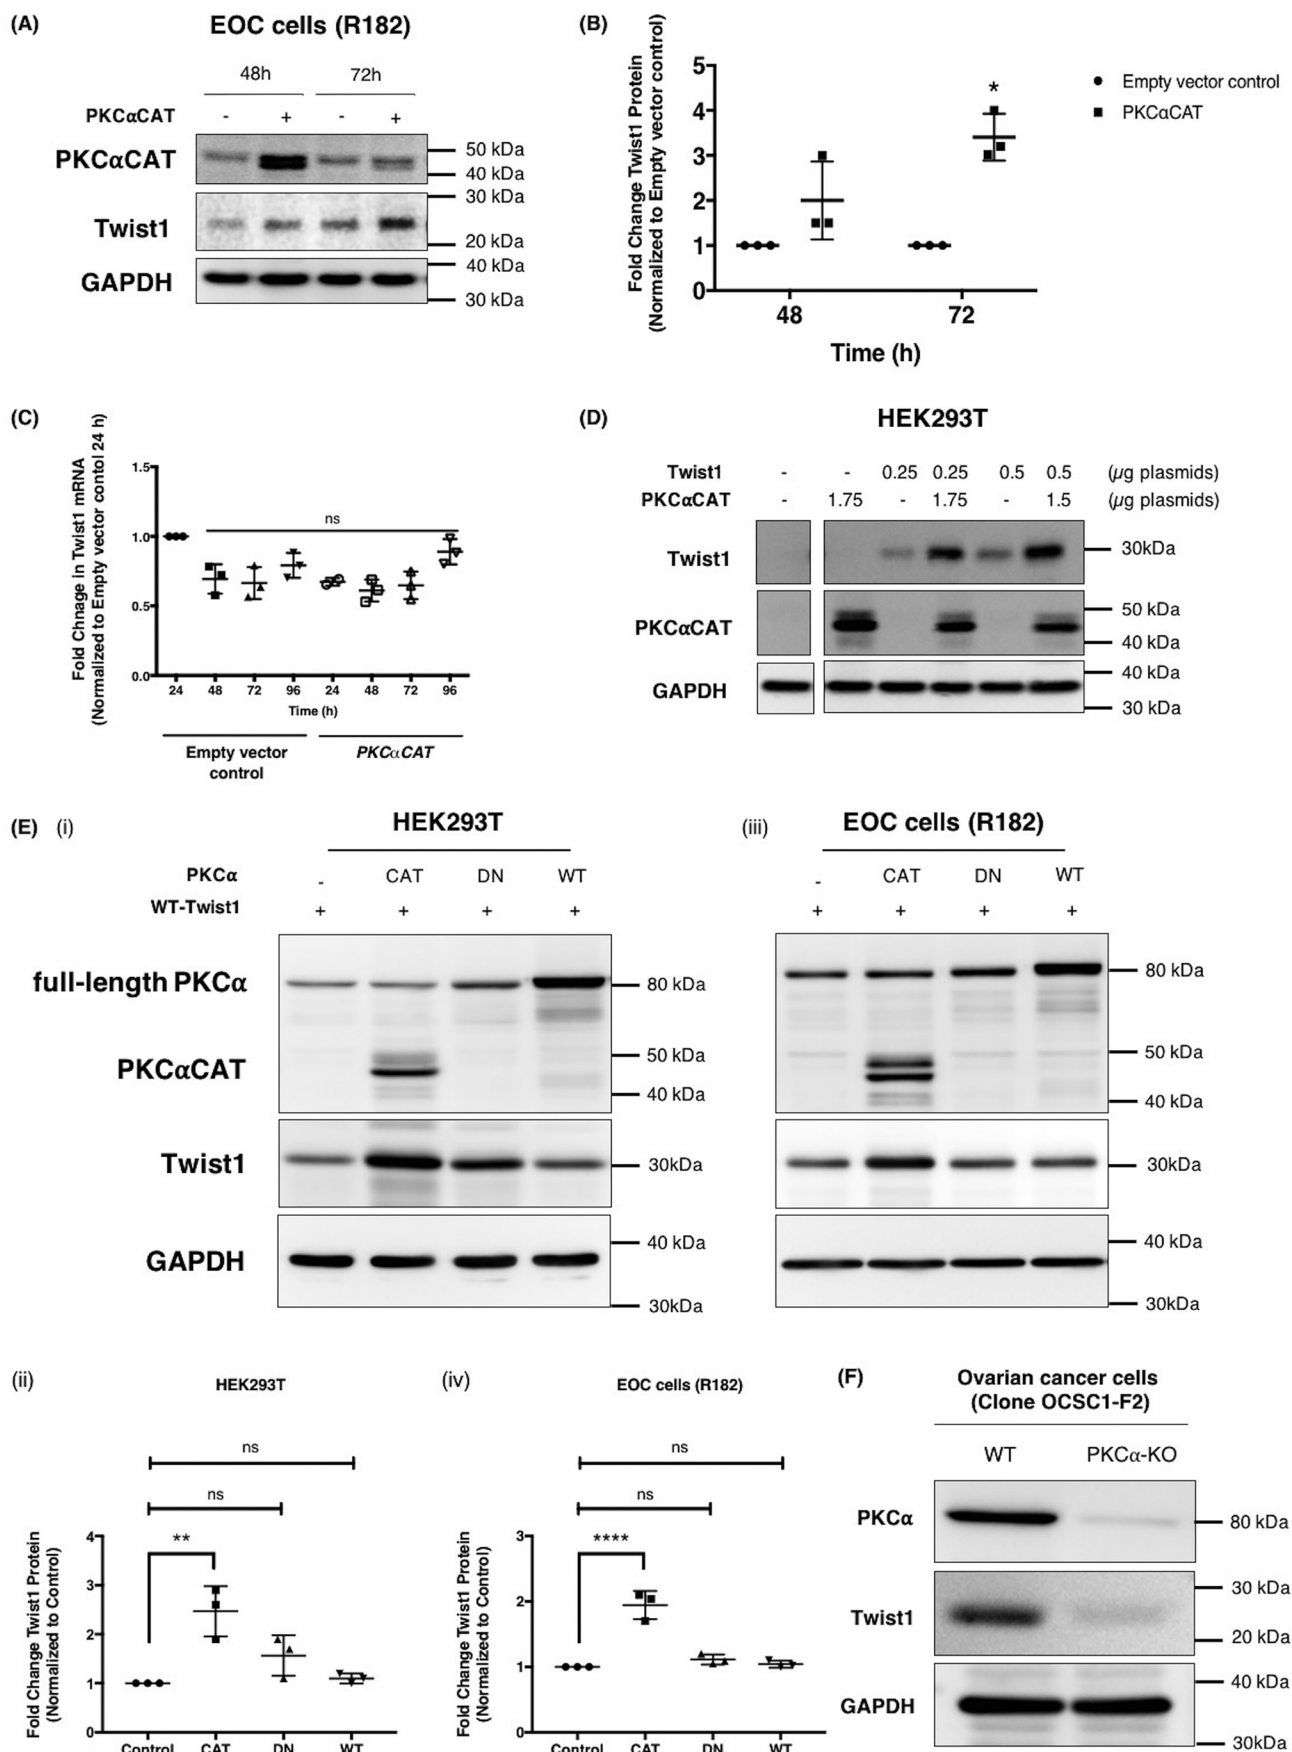 (A)
EOC cells (R182)
48h 72h
PKCαCAT - + - +
PKCαCAT
50 kDa
40 kDa
Twist1
30 kDa
20 kDa
GAPDH
40 kDa
30 kDa
(B)
Fold Change Twist1 Protein
(Normalized to Empty vector control)
5
4
3
2
1
0
*
48 72
Time (h)
Empty vector control
PKCαCAT
(C)
Fold Chnage in Twist1 mRNA
(Normalized to Empty vector contol 24 h)
1.5
1.0
0.5
0.0
ns
24 48 72 96 24 48 72 96
Time (h)
Empty vector
control
PKCαCAT
(D)
HEK293T
Twist1 - - 0.25 0.25 0.5 0.5 (µg plasmids)
PKCαCAT - 1.75 - 1.75 - 1.5 (µg plasmids)
Twist1
30kDa
PKCαCAT
50 kDa
40 kDa
GAPDH
40 kDa
30 kDa
(E) (i)
HEK293T
PKCα - CAT DN WT
WT-Twist1 + + + +
full-length PKCα
80 kDa
PKCαCAT
50 kDa
40 kDa
Twist1
30kDa
GAPDH
40 kDa
30kDa
(iii)
EOC cells (R182)
- CAT DN WT
+ + + +
80 kDa
50 kDa
40 kDa
30kDa
40 kDa
30kDa
(ii)
HEK293T
ns
ns
**
Fold Change Twist1 Protein
(Normalized to Control)
4
3
2
1
0
Control CAT DN WT
(iv)
EOC cells (R182)
ns
ns
****
Fold Change Twist1 Protein
(Normalized to Control)
3
2
1
0
Control CAT DN WT
(F)
Ovarian cancer cells
(Clone OCSC1-F2)
WT PKCα-KO
PKCα
80 kDa
Twist1
30 kDa
20 kDa
GAPDH
40 kDa
30kDa